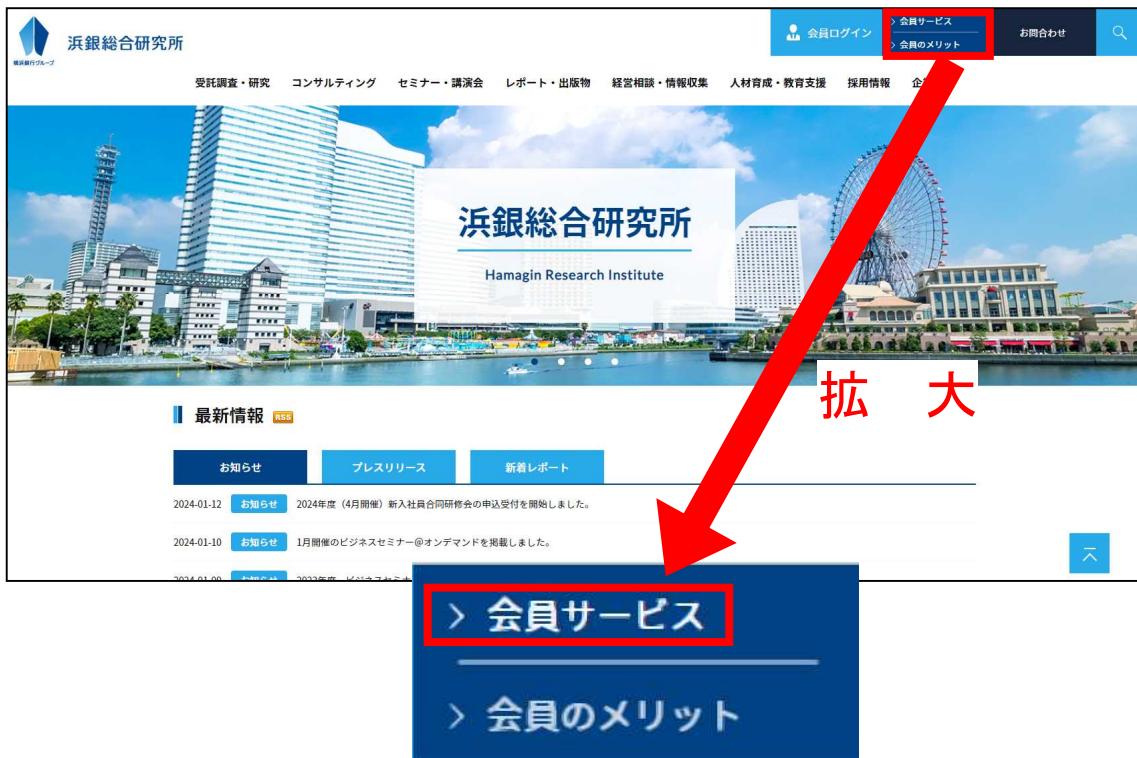 会員ログイン
> 会員サービス
> 会員のメリット
お問合わせ
浜銀総合研究所
横浜銀行グループ
受託調査・研究 コンサルティング セミナー・講演会 レポート・出版物 経営相談・情報収集 人材育成・教育支援 採用情報 企
浜銀総合研究所
Hamagin Research Institute
拡 大
最新情報 RSS
お知らせ プレスリリース 新着レポート
2024-01-12 お知らせ 2024年度（4月開催）新入社員合同研修会の申込受付を開始しました。
2024-01-10 お知らせ 1月開催のビジネスセミナー@オンデマンドを掲載しました。
> 会員サービス
> 会員のメリット